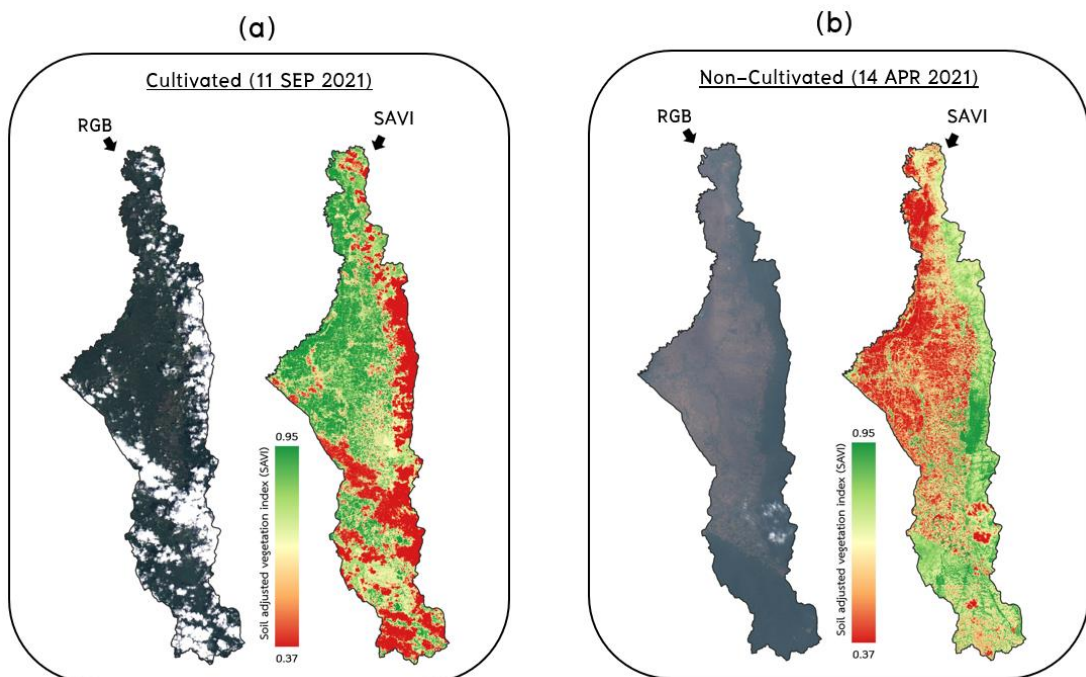 (a)
(b)
Cultivated (11 SEP 2021)
Non-Cultivated (14 APR 2021)
RGB
SAVI
RGB
SAVI
0.95
Soil adjusted vegetation index (SAVI)
0.37
0.95
Soil adjusted vegetation index (SAVI)
0.37